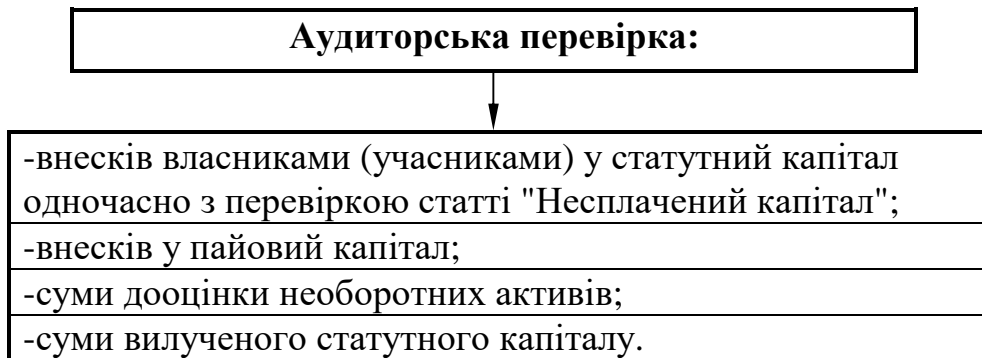 Аудиторська перевірка:
-внесків власниками (учасниками) у статутний капітал
одночасно з перевіркою статті "Несплачений капітал";
-внесків у пайовий капітал;
-суми дооцінки необоротних активів;
-суми вилученого статутного капіталу.